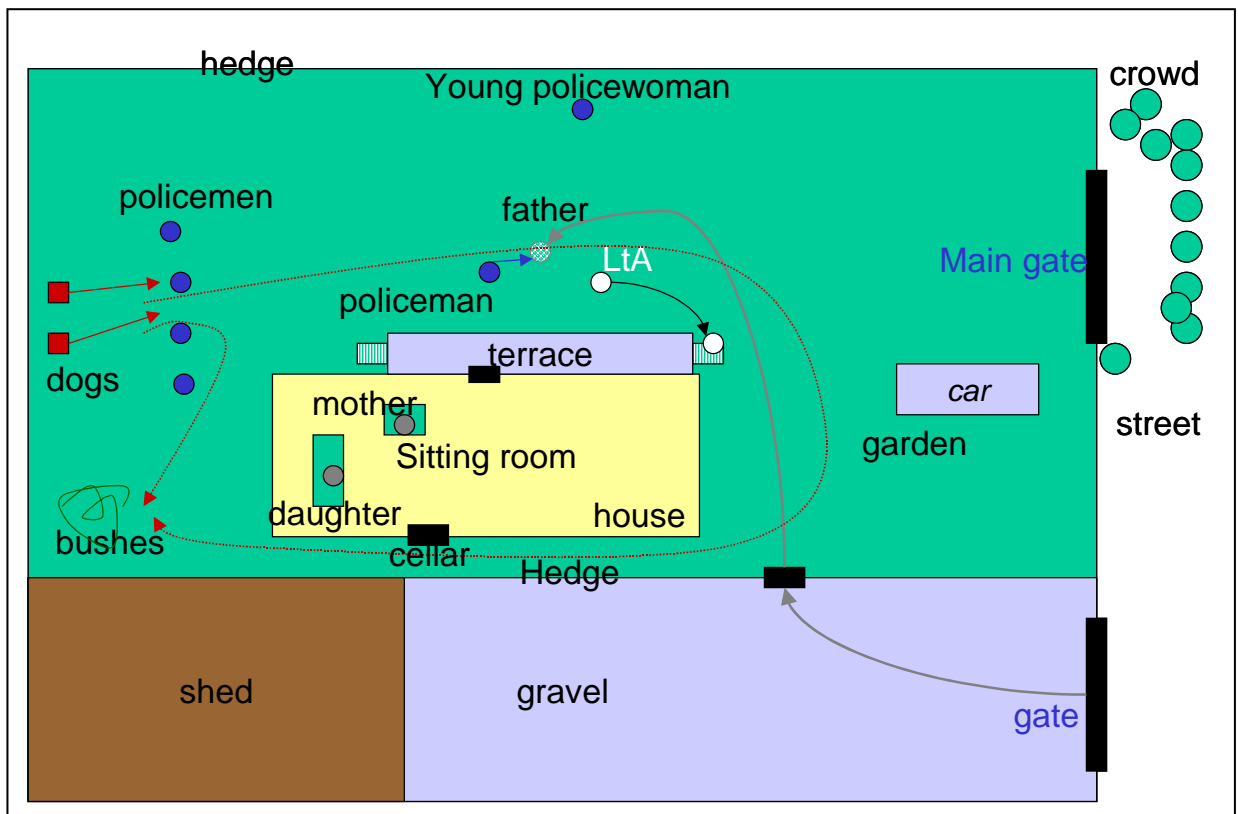 hedge
crowd
Young policewoman
policemen
father
Main gate
LtA
policeman
terrace
dogs
car
mother
street
garden
Sitting room
daughter
house
bushes
cellar
Hedge
shed
gravel
gate